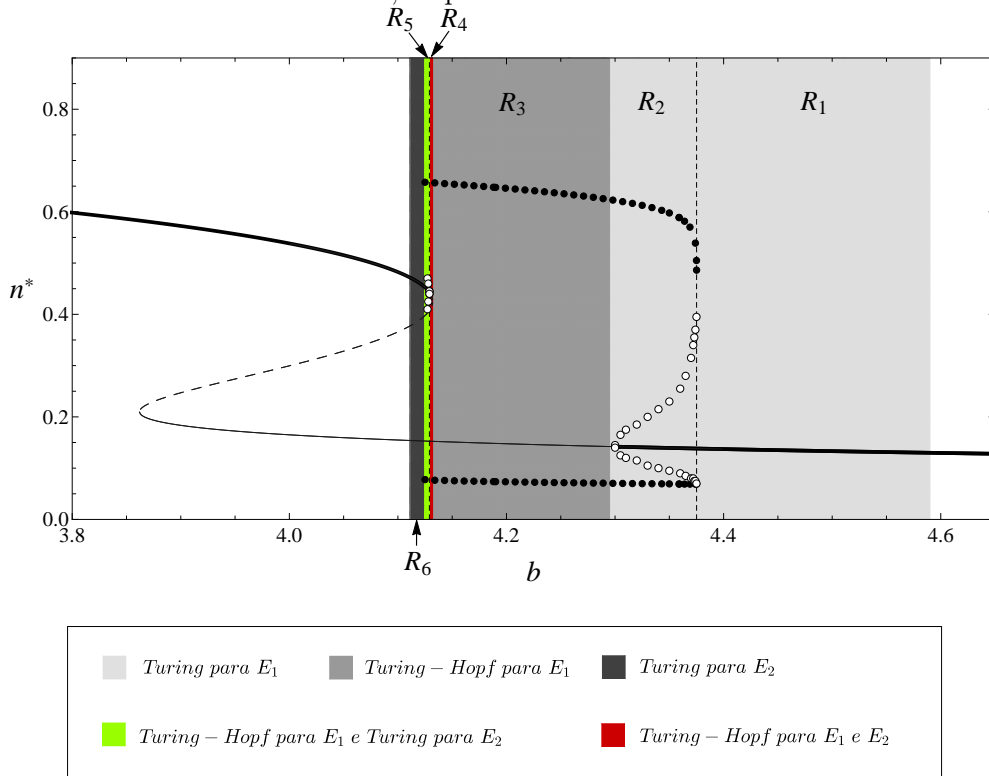 R5 R4
0.8
0.6
0.4
0.2
0.0
n*
R3 R2 R1
3.8 4.0 4.2 4.4 4.6
R6
b
Turing para E1 Turing − Hopf para E1 Turing para E2
Turing − Hopf para E1 e Turing para E2 Turing − Hopf para E1 e E2